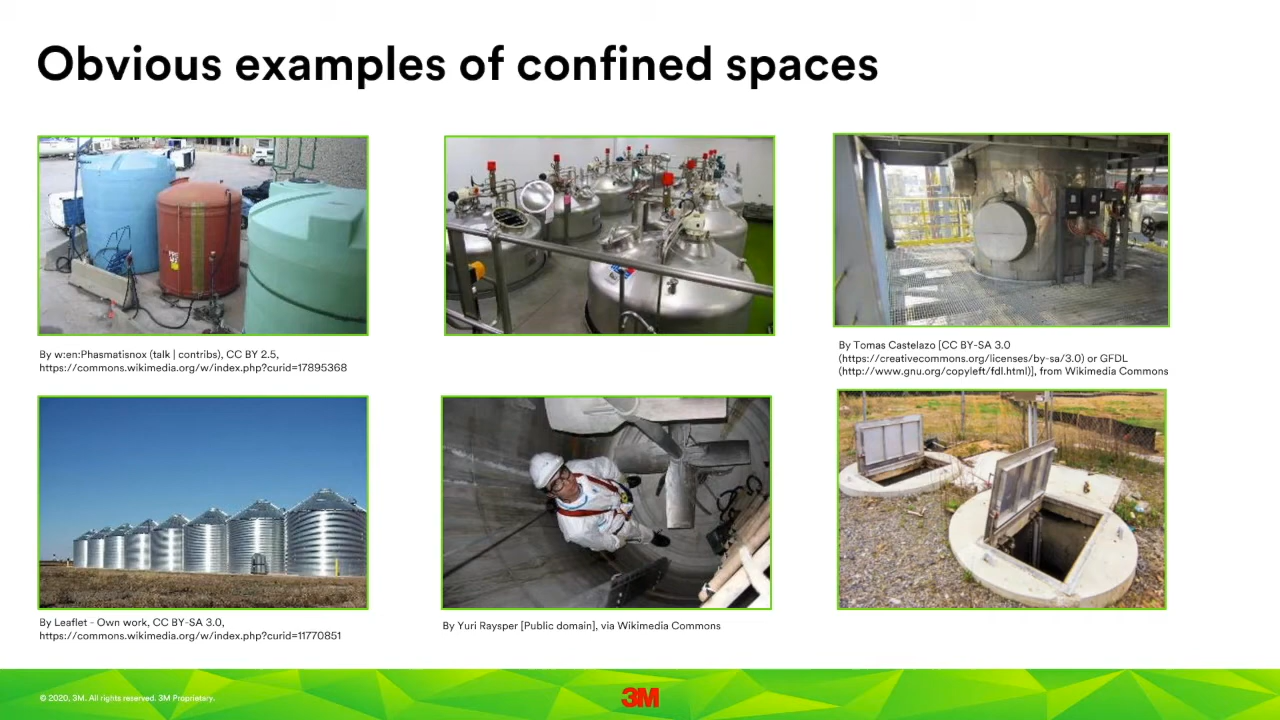 Obvious examples of confined spaces
By w:en:Phasmatisnox (talk | contribs), CC BY 2.5,
https://commons.wikimedia.org/w/index.php?curid=17895368
By Tomas Castelazo [CC BY-SA 3.0
(https://creativecommons.org/licenses/by-sa/3.0) or GFDL
(http://www.gnu.org/copyleft/fdl.html)], from Wikimedia Commons
By Leaflet - Own work, CC BY-SA 3.0,
https://commons.wikimedia.org/w/index.php?curid=11770851
By Yuri Raysper [Public domain], via Wikimedia Commons
© 2020, 3M. All rights reserved. 3M Proprietary.
3M